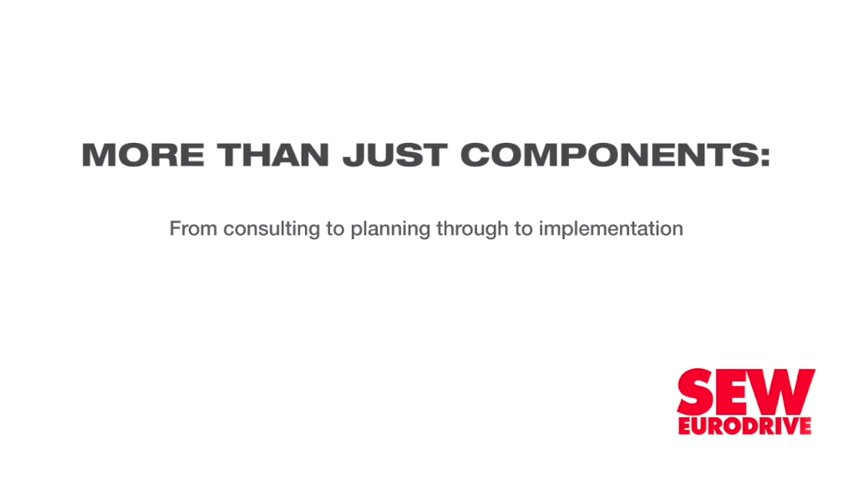 MORE THAN JUST COMPONENTS:
From consulting to planning through to implementation
SEW
EURODRIVE